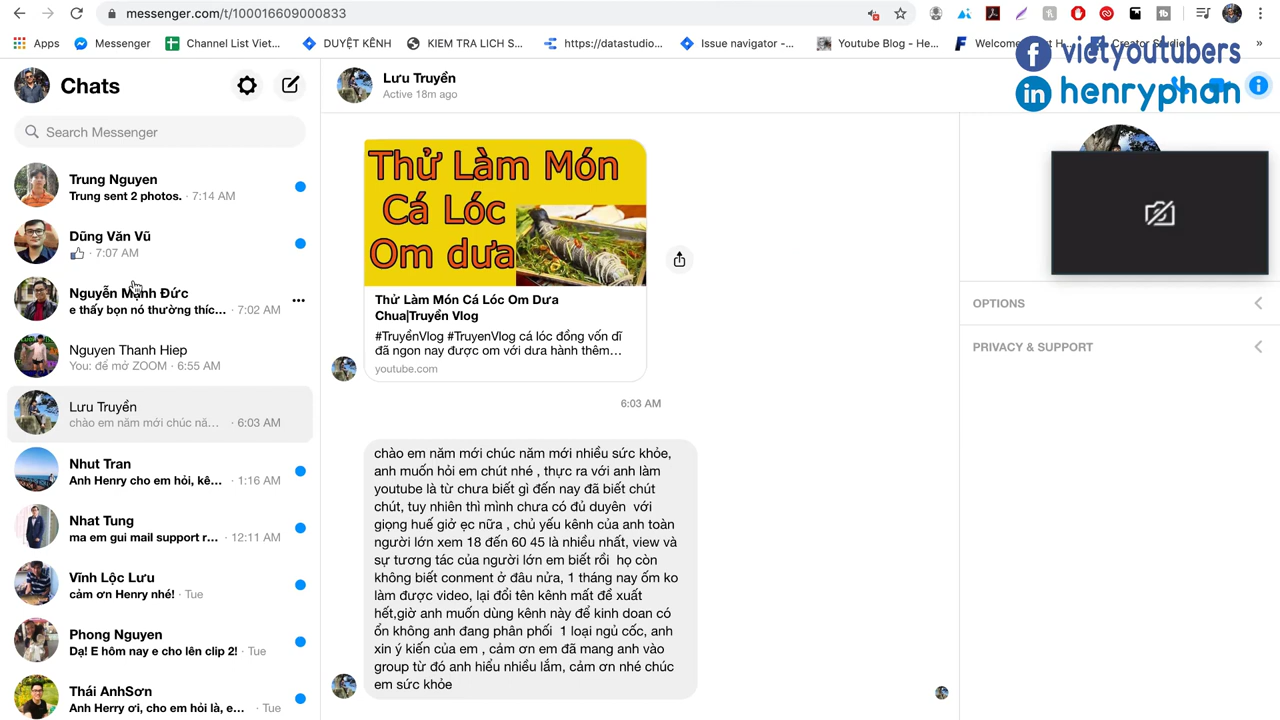 messenger.com/t/100016609000833
Apps
Messenger
Channel List Viet...
DUYỆT KÊNH
KIEM TRA LICH S...
https://datastudio...
Issue navigator -...
Youtube Blog - He...
Welcome
Creator Studio
»
vietyoutubers
henryphan
Chats
Search Messenger
Trung Nguyen
Trung sent 2 photos. · 7:14 AM
Dũng Văn Vũ
· 7:07 AM
Nguyễn Mạnh Đức
e thấy bọn nó thường thíc... · 7:02 AM
Nguyen Thanh Hiep
You: để mở ZOOM · 6:55 AM
Lưu Truyền
chào em năm mới chúc nă... · 6:03 AM
Nhut Tran
Anh Henry cho em hỏi, kê... · 1:16 AM
Nhat Tung
ma em gui mail support r... · 12:11 AM
Vĩnh Lộc Lưu
cảm ơn Henry nhé! · Tue
Phong Nguyen
Dạ! E hôm nay e cho lên clip 2! · Tue
Thái AnhSơn
Anh Herry ơi, cho em hỏi là, e... · Tue
Lưu Truyền
Active 18m ago
Thử Làm Món
Cá Lóc
Om dưa
Thử Làm Món Cá Lóc Om Dưa
Chua|Truyền Vlog
#TruyềnVlog #TruyenVlog cá lóc đồng vốn dĩ
đã ngon nay được om với dưa hành thêm...
youtube.com
6:03 AM
chào em năm mới chúc năm mới nhiều sức khỏe,
anh muốn hỏi em chút nhé , thực ra với anh làm
youtube là từ chưa biết gì đến nay đã biết chút
chút, tuy nhiên thì mình chưa có đủ duyên với
giọng huế giở ẹc nữa , chủ yếu kênh của anh toàn
người lớn xem 18 đến 60 45 là nhiều nhất, view và
sự tương tác của người lớn em biết rồi họ còn
không biết conment ở đâu nửa, 1 tháng nay ốm ko
làm được video, lại đổi tên kênh mất đề xuất
hết,giờ anh muốn dùng kênh này để kinh doan có
ổn không anh đang phân phối 1 loại ngủ cốc, anh
xin ý kiến của em , cảm ơn em đã mang anh vào
group từ đó anh hiểu nhiều lắm, cảm ơn nhé chúc
em sức khỏe
OPTIONS
PRIVACY & SUPPORT